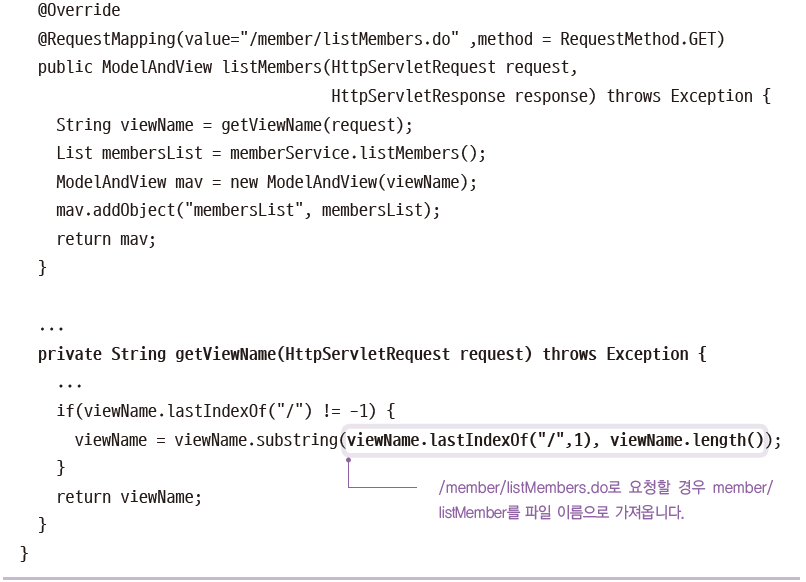 @Override
@RequestMapping(value="/member/listMembers.do" ,method = RequestMethod.GET)
public ModelAndView listMembers(HttpServletRequest request,
HttpServletResponse response) throws Exception {
String viewName = getViewName(request);
List membersList = memberService.listMembers();
ModelAndView mav = new ModelAndView(viewName);
mav.addObject("membersList", membersList);
return mav;
}
...
private String getViewName(HttpServletRequest request) throws Exception {
...
if(viewName.lastIndexOf("/") != -1) {
viewName = viewName.substring(viewName.lastIndexOf("/",1), viewName.length());
}
/member/listMembers.do로 요청할 경우 member/
return viewName;
listMember를 파일 이름으로 가져옵니다.
}
}